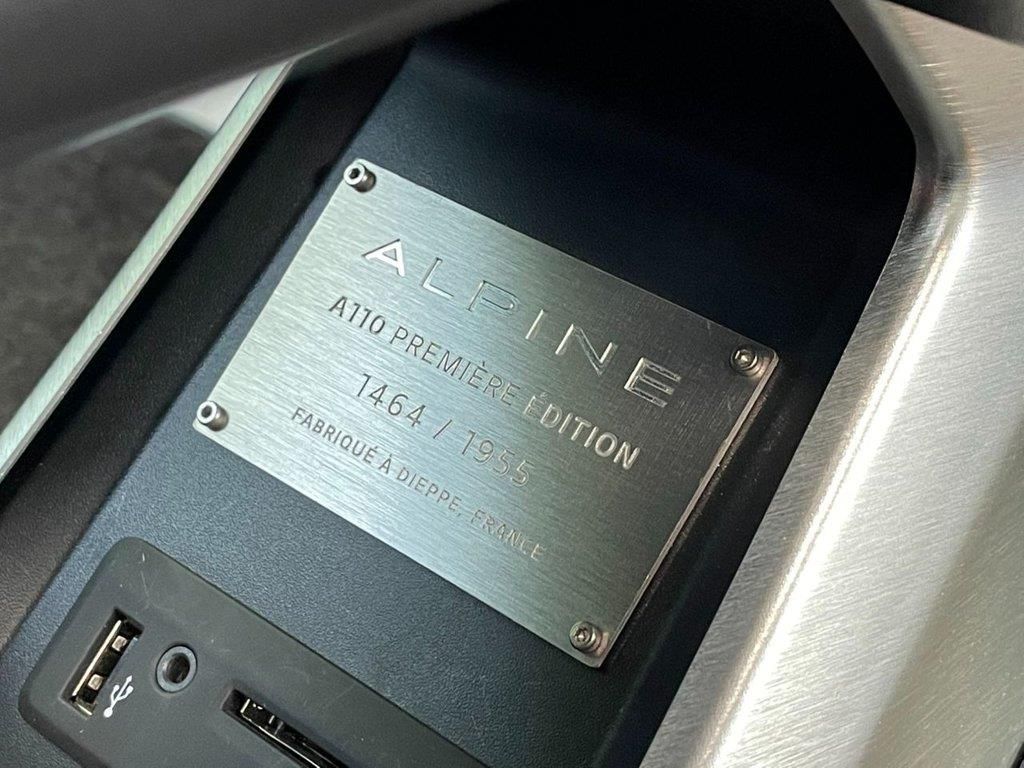 ALPINE
A110 PREMIÈRE ÉDITION
1464 / 1955
FABRIQUÉ À DIEPPE, FRANCE